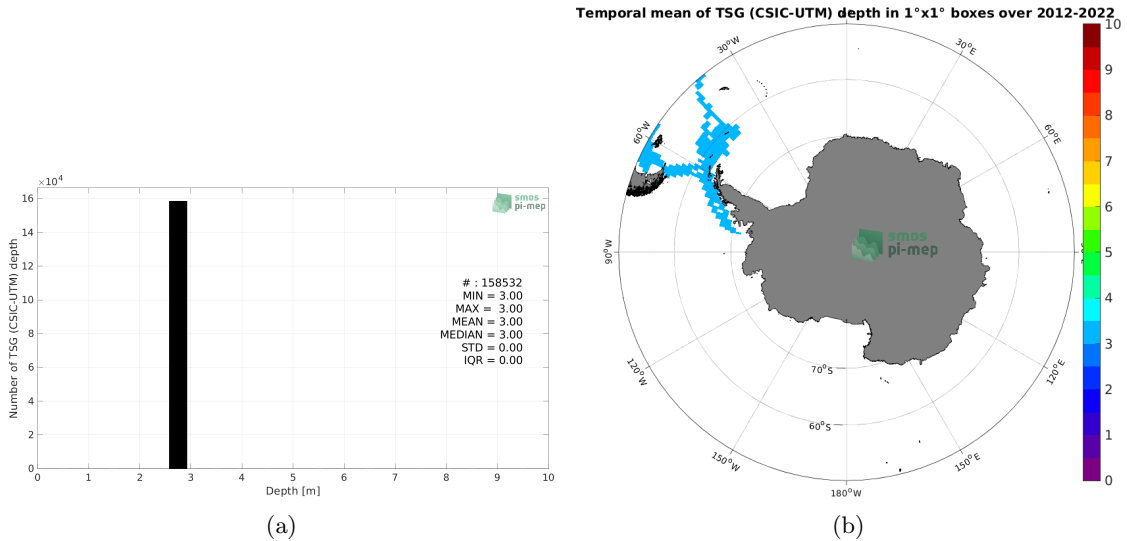 ×10⁴
16
14
12
10
8
6
4
2
0
Number of TSG (CSIC-UTM) depth
0 1 2 3 4 5 6 7 8 9 10
Depth [m]
smos
pi-mep
# : 158532
MIN = 3.00
MAX = 3.00
MEAN = 3.00
MEDIAN = 3.00
STD = 0.00
IQR = 0.00
(a)
Temporal mean of TSG (CSIC-UTM) depth in 1°x1° boxes over 2012-2022
30°W
30°E
60°W
60°E
90°W
120°W
120°E
150°W
150°E
180°W
70°S
60°S
smos
pi-mep
10
9
8
7
6
5
4
3
2
1
0
(b)